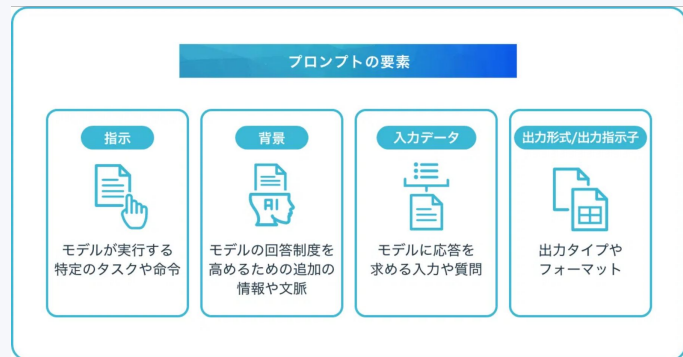 プロンプトの要素
指示
モデルが実行する
特定のタスクや命令
背景
AI
モデルの回答制度を
高めるための追加の
情報や文脈
入力データ
モデルに応答を
求める入力や質問
出力形式/出力指示子
出力タイプや
フォーマット